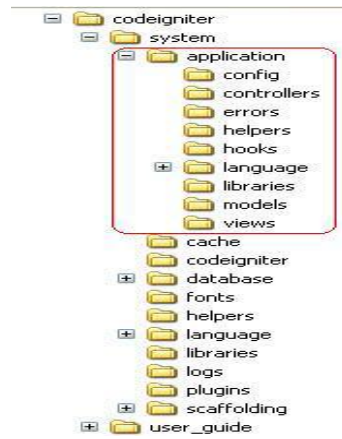 codeigniter
system
application
config
controllers
errors
helpers
hooks
language
libraries
models
views
cache
codeigniter
database
fonts
helpers
language
libraries
logs
plugins
scaffolding
user_guide